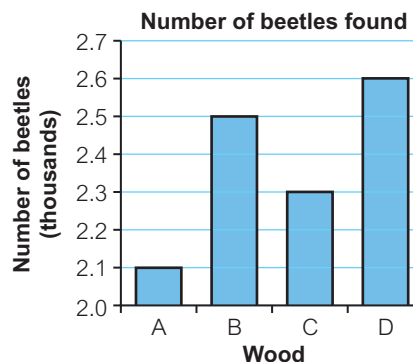 Number of beetles found
Number of beetles
(thousands)
2.7
2.6
2.5
2.4
2.3
2.2
2.1
2.0
A B C D
Wood